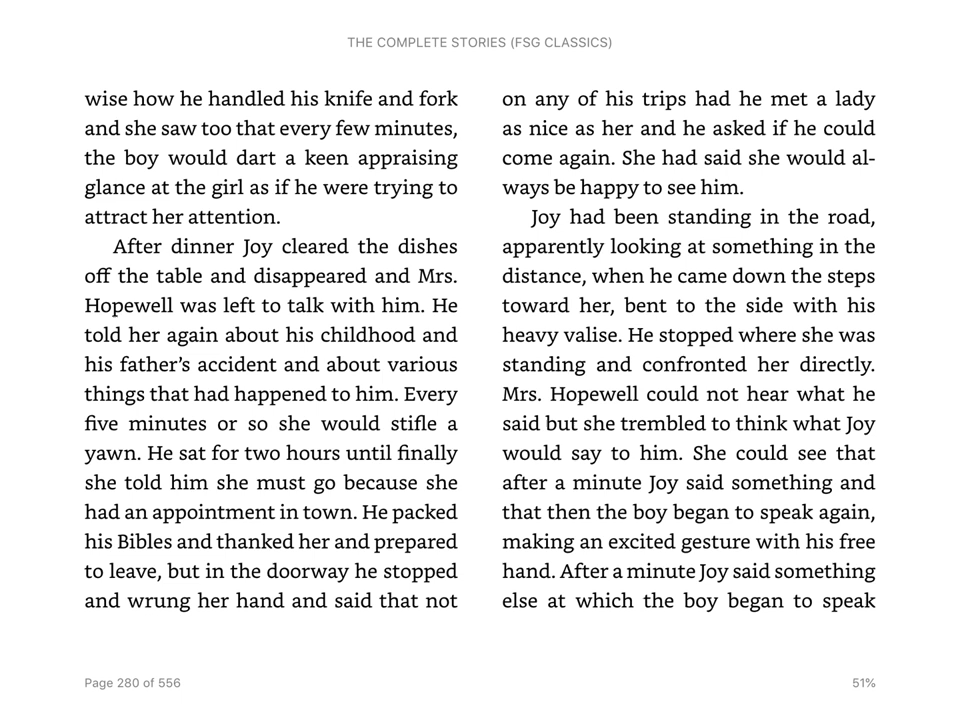 THE COMPLETE STORIES (FSG CLASSICS)
wise how he handled his knife and fork
and she saw too that every few minutes,
the boy would dart a keen appraising
glance at the girl as if he were trying to
attract her attention.
After dinner Joy cleared the dishes
off the table and disappeared and Mrs.
Hopewell was left to talk with him. He
told her again about his childhood and
his father’s accident and about various
things that had happened to him. Every
five minutes or so she would stifle a
yawn. He sat for two hours until finally
she told him she must go because she
had an appointment in town. He packed
his Bibles and thanked her and prepared
to leave, but in the doorway he stopped
and wrung her hand and said that not
on any of his trips had he met a lady
as nice as her and he asked if he could
come again. She had said she would al-
ways be happy to see him.
Joy had been standing in the road,
apparently looking at something in the
distance, when he came down the steps
toward her, bent to the side with his
heavy valise. He stopped where she was
standing and confronted her directly.
Mrs. Hopewell could not hear what he
said but she trembled to think what Joy
would say to him. She could see that
after a minute Joy said something and
that then the boy began to speak again,
making an excited gesture with his free
hand. After a minute Joy said something
else at which the boy began to speak
Page 280 of 556
51%